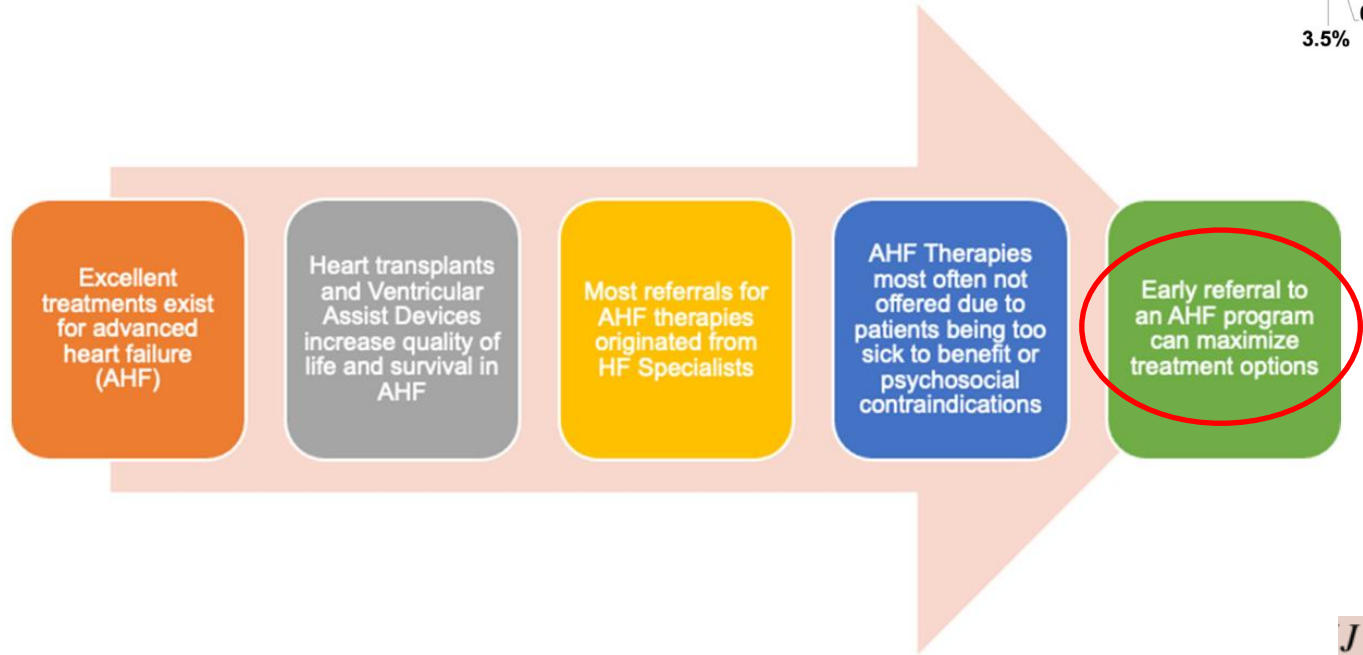 3.5%
Excellent
treatments exist
for advanced
heart failure
(AHF)
Heart transplants
and Ventricular
Assist Devices
increase quality of
life and survival in
AHF
Most referrals for
AHF therapies
originated from
HF Specialists
AHF Therapies
most often not
offered due to
patients being too
sick to benefit or
psychosocial
contraindications
Early referral to
an AHF program
can maximize
treatment options
J